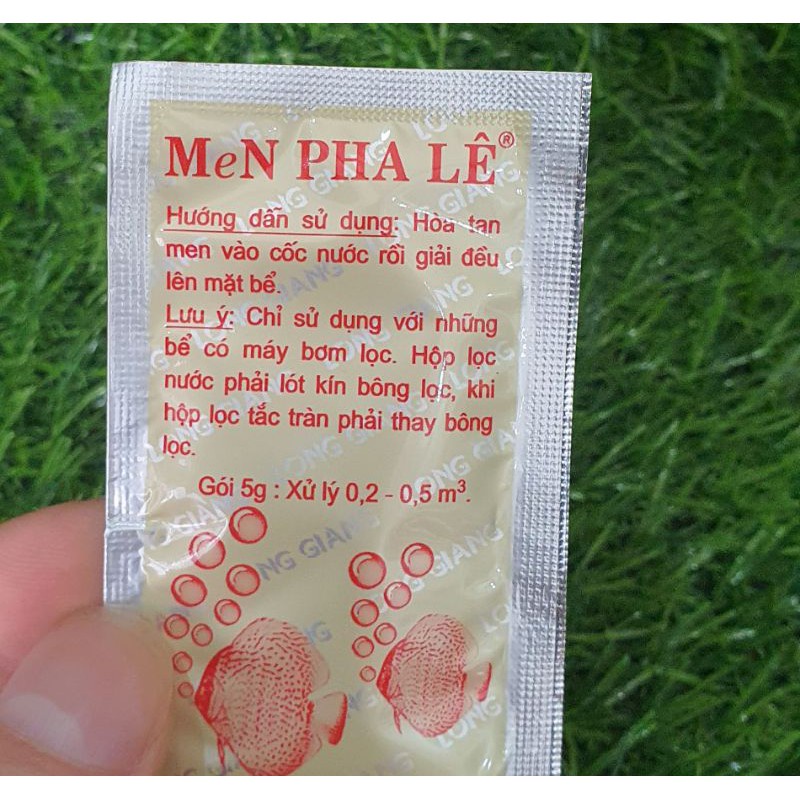 MeN PHA LÊ®
Hướng dẫn sử dụng: Hòa tan
men vào cốc nước rồi giải đều
lên mặt bể.
Lưu ý: Chỉ sử dụng với những
bể có máy bơm lọc. Hộp lọc
nước phải lót kín bông lọc, khi
hộp lọc tắc tràn phải thay bông
lọc.
Gói 5g : Xử lý 0,2 - 0,5 m³.
LONG GIANG